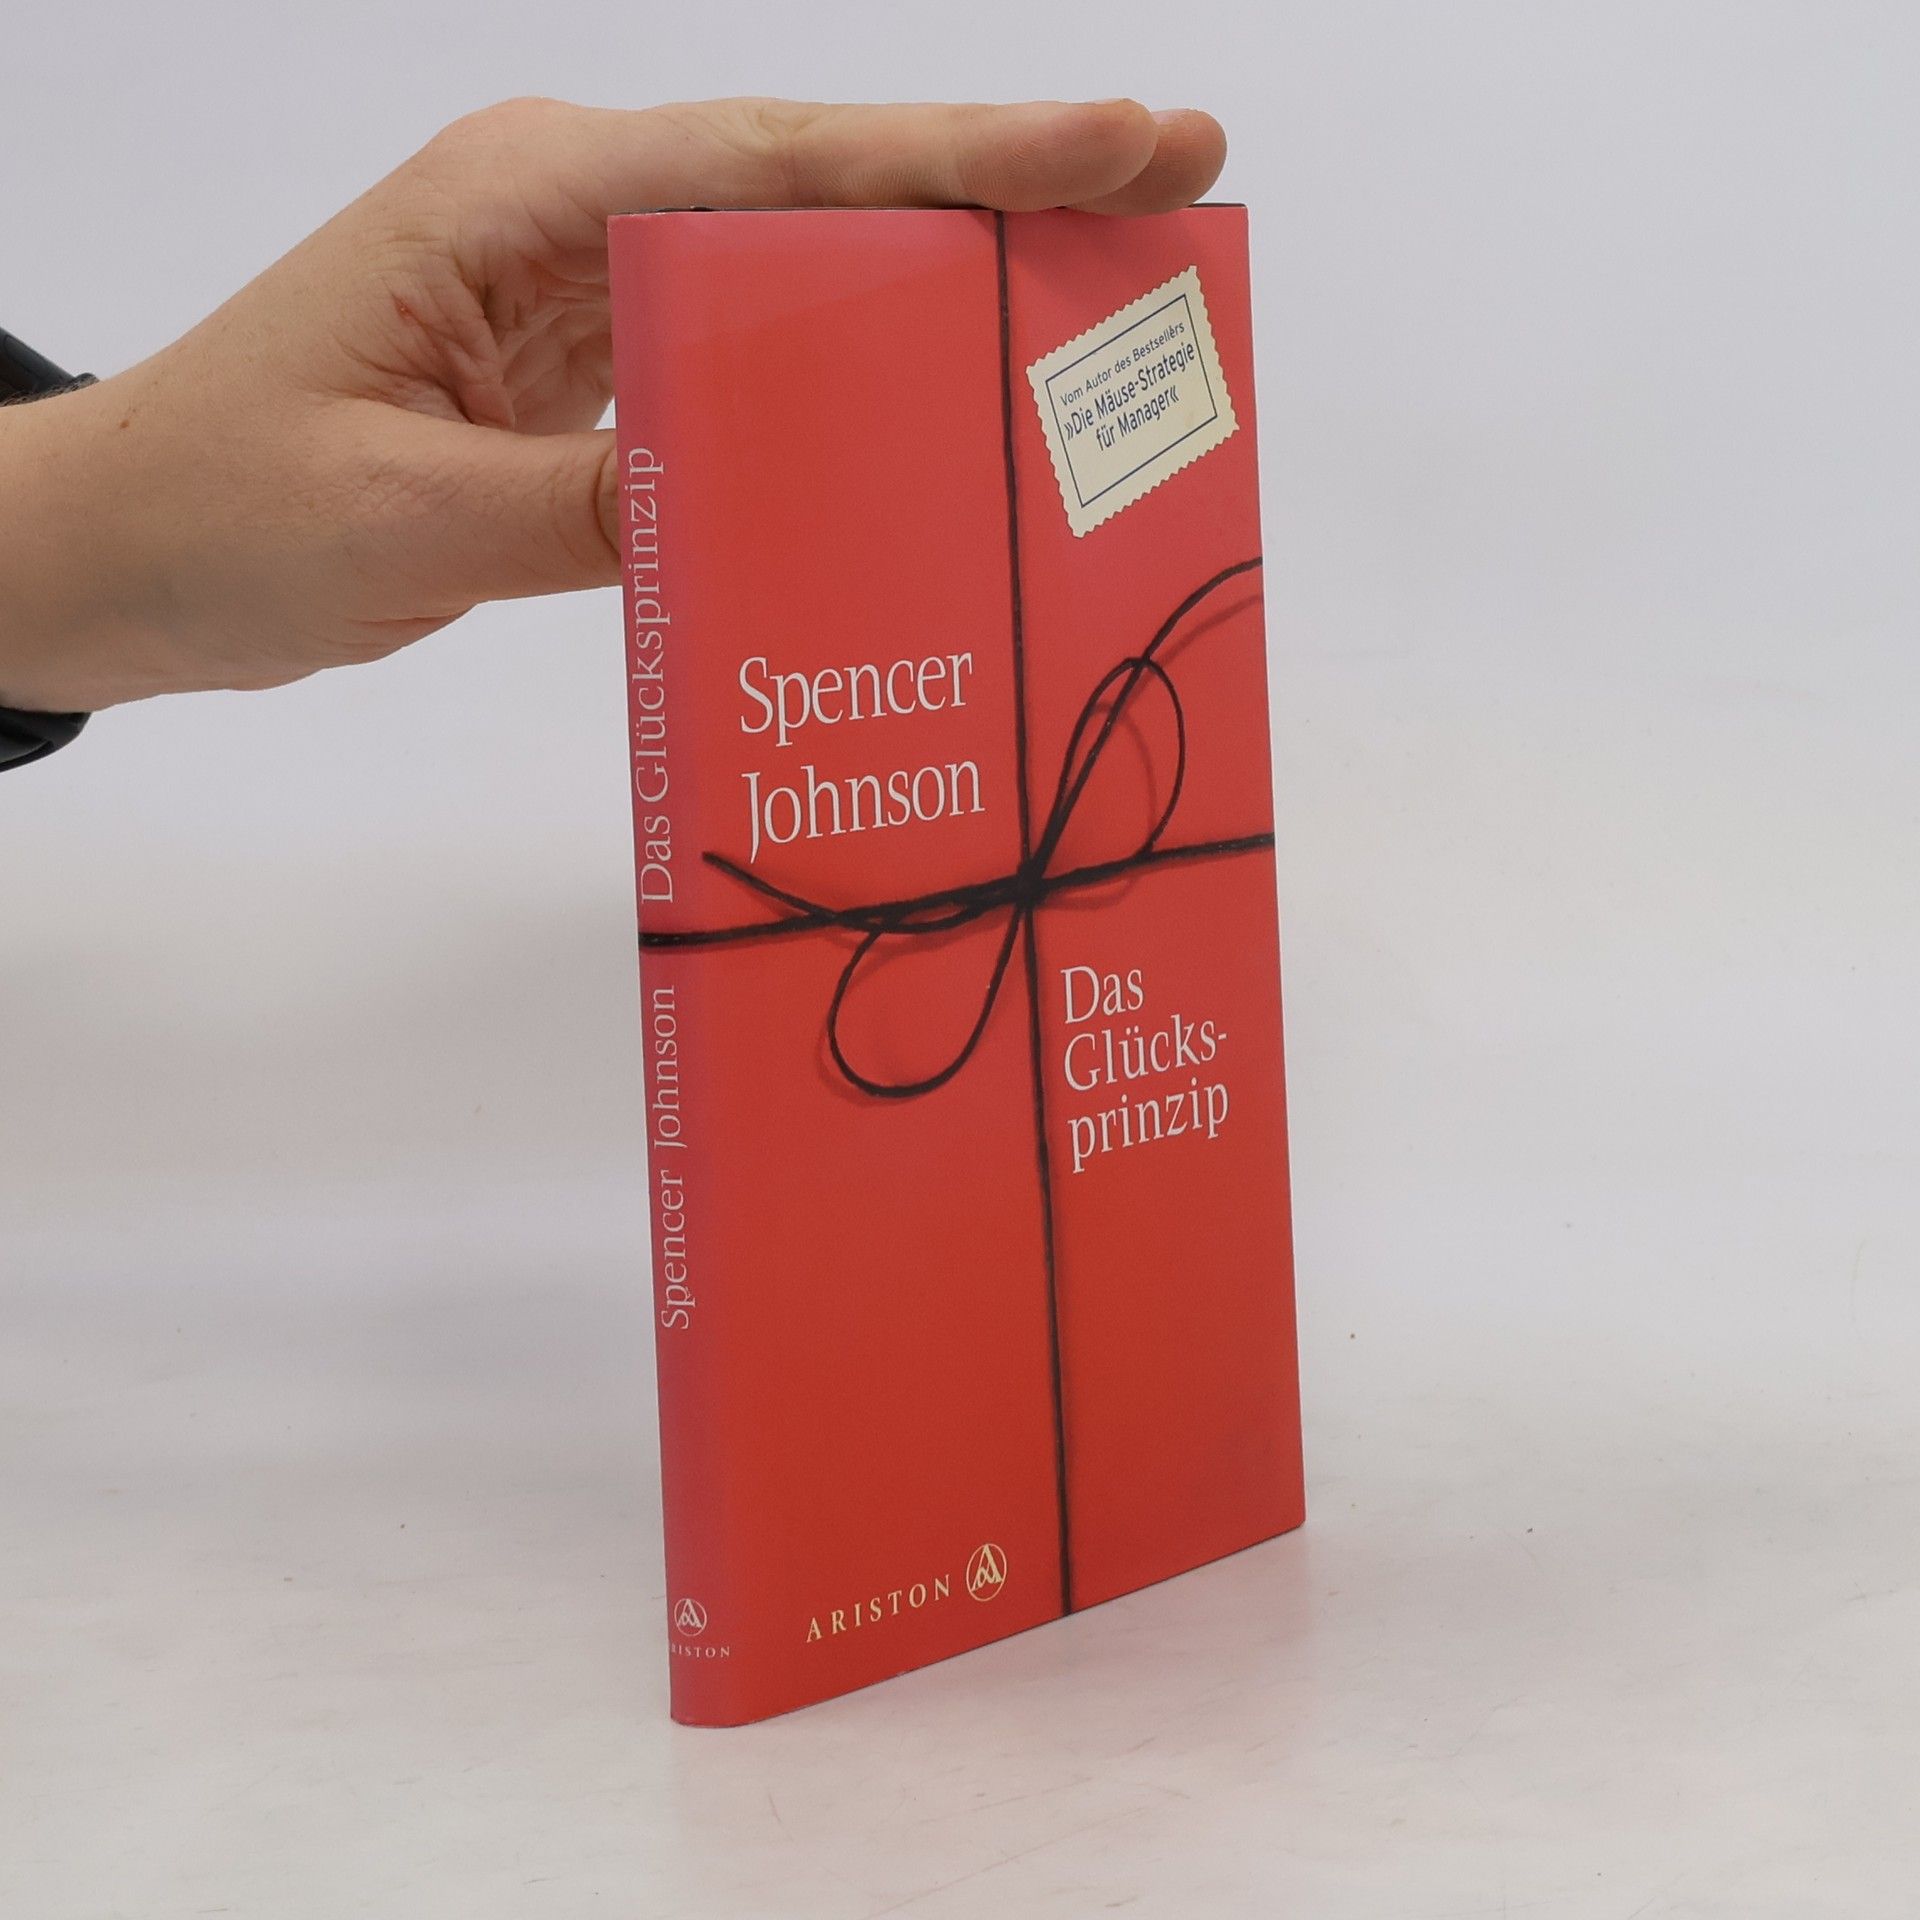 Vom Autor des Bestsellers
»Die Mäuse-Strategie
für Manager«
Spencer
Johnson
Das
Glücks-
prinzip
ARISTON
Spencer Johnson Das Glücksprinzip
ARISTON